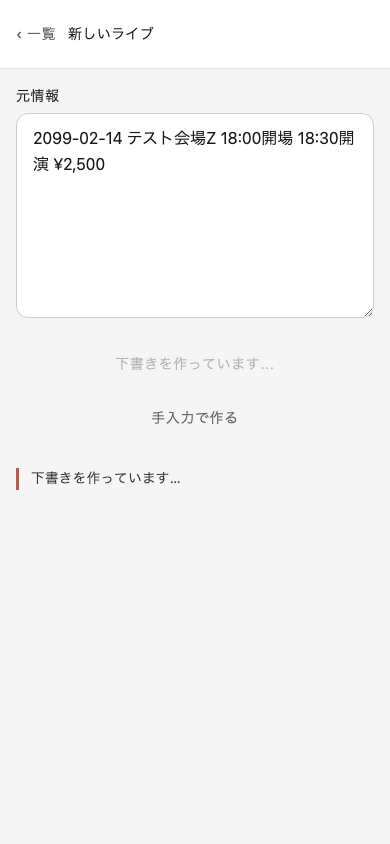 ‹ 一覧 新しいライブ
元情報
2099-02-14 テスト会場Z 18:00開場 18:30開
演 ¥2,500
下書きを作っています...
手入力で作る
下書きを作っています...